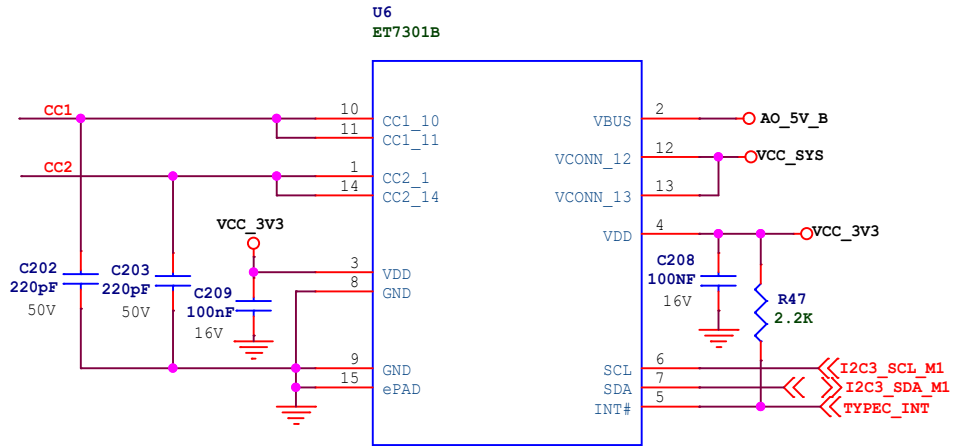 U6
ET7301B
CC1
10
CC1_10
11
CC1_11
CC2
1
CC2_1
14
CC2_14
VCC_3V3
3
VDD
8
GND
C202
220pF
50V
C203
220pF
50V
C209
100nF
16V
9
GND
15
ePAD
VBUS
2
AO_5V_B
VCONN_12
12
VCC_SYS
VCONN_13
13
VDD
4
VCC_3V3
C208
100NF
16V
R47
2.2K
SCL
6
I2C3_SCL_M1
SDA
7
I2C3_SDA_M1
INT#
5
TYPEC_INT